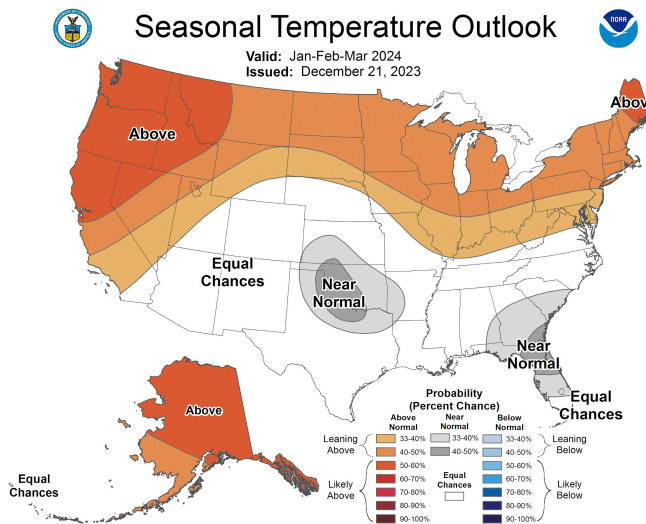 Seasonal Temperature Outlook
NOAA
Valid: Jan-Feb-Mar 2024
Issued: December 21, 2023
Above
Abov
Equal
Chances
Near
Normal
Near
Normal
Equal
Chances
Above
Equal
Chances
Probability
(Percent Chance)
Above
Normal
Near
Normal
Below
Normal
Leaning
Above
33-40%
40-50%
33-40%
40-50%
33-40%
40-50%
Leaning
Below
Likely
Above
50-60%
60-70%
70-80%
80-90%
90-100%
Equal
Chances
50-60%
60-70%
70-80%
80-90%
90-100%
Likely
Below